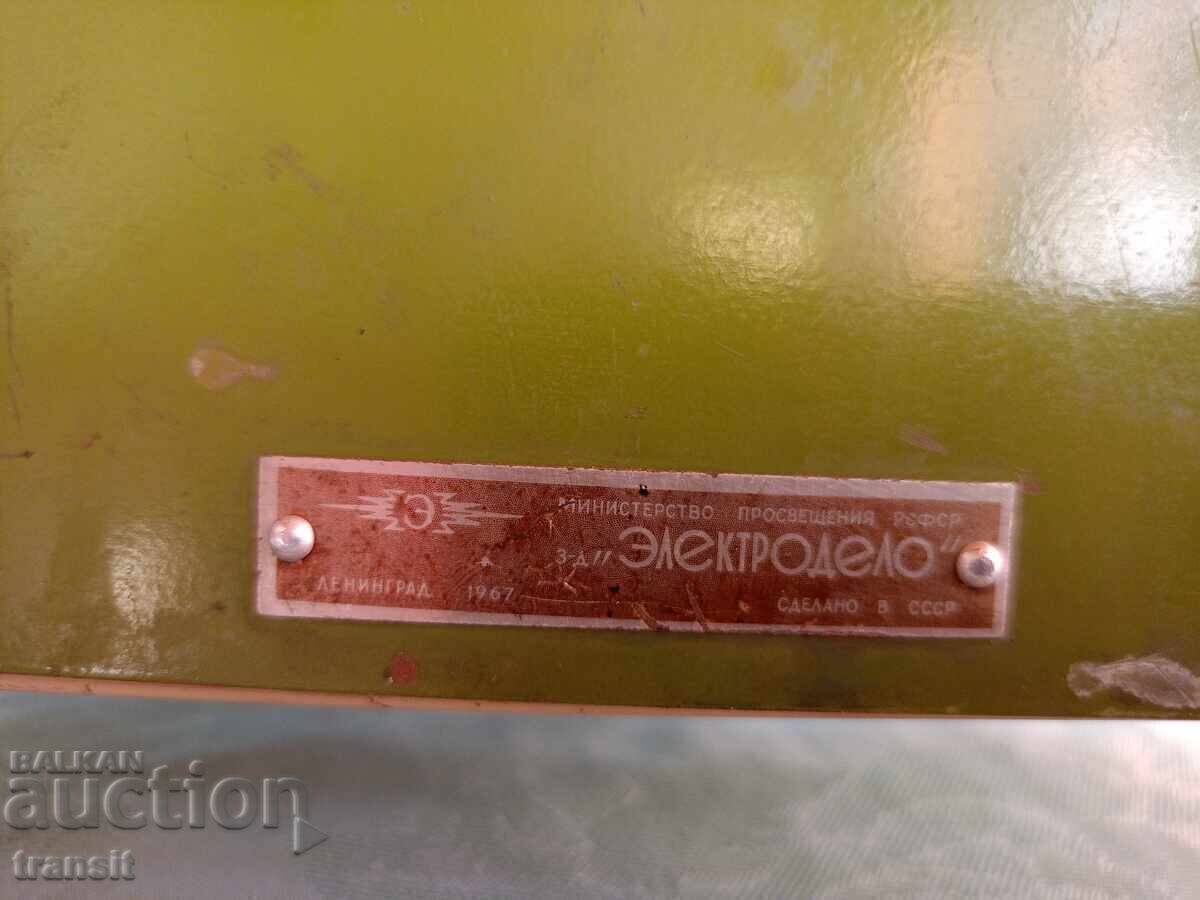 Э
МИНИСТЕРСТВО ПРОСВЕЩЕНИЯ РСФСР
З-Д „ЭЛЕКТРОДЕЛО“
ЛЕНИНГРАД 1967
СДЕЛАНО В СССР
BALKAN
auction
transit